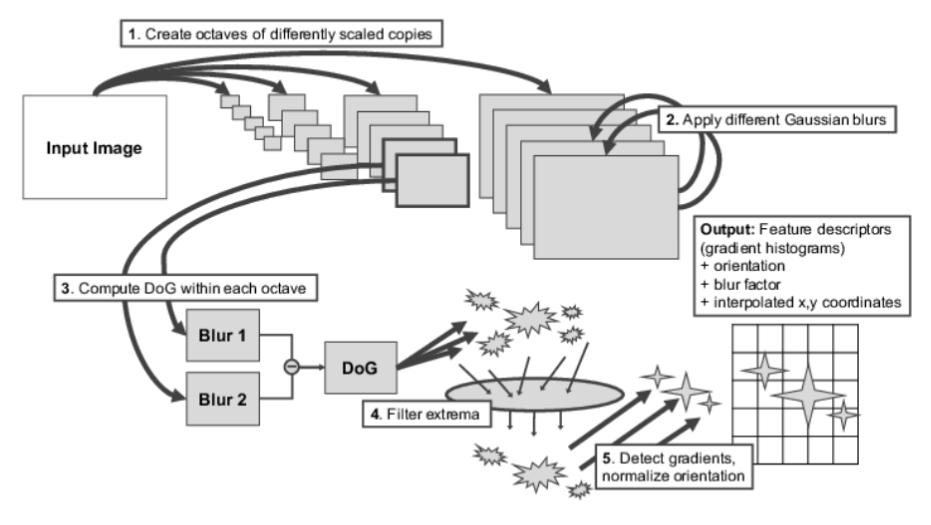 1. Create octaves of differently scaled copies
Input Image
2. Apply different Gaussian blurs
Output: Feature descriptors
(gradient histograms)
+ orientation
+ blur factor
+ interpolated x,y coordinates
3. Compute DoG within each octave
Blur 1
Blur 2
DoG
4. Filter extrema
5. Detect gradients,
normalize orientation